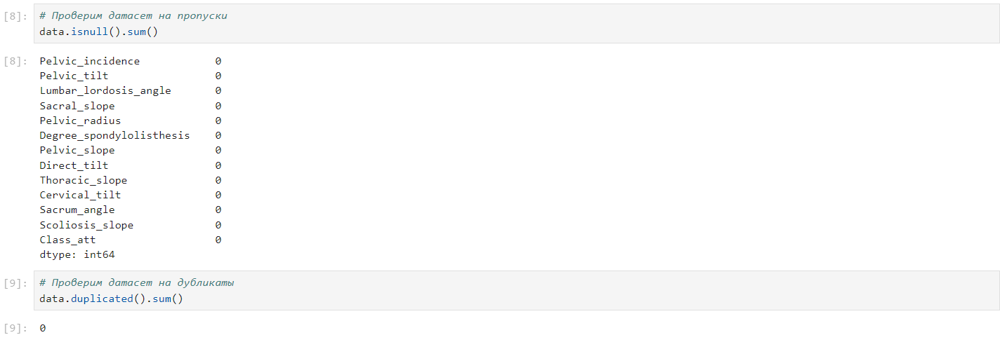 [8]: # Проверим датасет на пропуски
data.isnull().sum()
[8]: Pelvic_incidence 0
Pelvic_tilt 0
Lumbar_lordosis_angle 0
Sacral_slope 0
Pelvic_radius 0
Degree_spondylolisthesis 0
Pelvic_slope 0
Direct_tilt 0
Thoracic_slope 0
Cervical_tilt 0
Sacrum_angle 0
Scoliosis_slope 0
Class_att 0
dtype: int64
[9]: # Проверим датасет на дубликаты
data.duplicated().sum()
[9]: 0